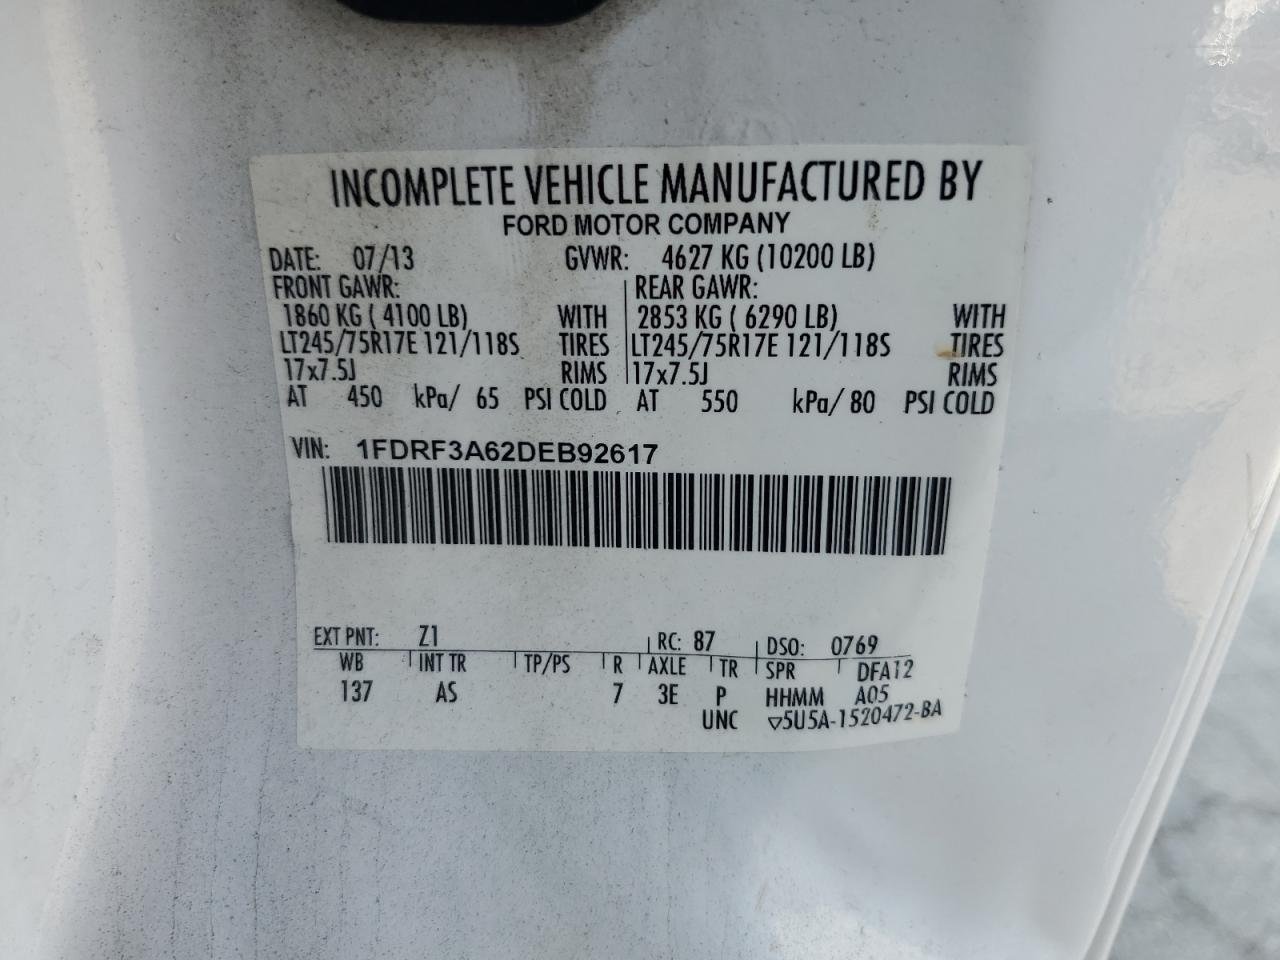 INCOMPLETE VEHICLE MANUFACTURED BY
FORD MOTOR COMPANY
DATE: 07/13 GVWR: 4627 KG (10200 LB)
FRONT GAWR: REAR GAWR:
1860 KG ( 4100 LB) WITH 2853 KG ( 6290 LB) WITH
LT245/75R17E 121/118S TIRES LT245/75R17E 121/118S TIRES
17x7.5J RIMS 17x7.5J RIMS
AT 450 kPa/ 65 PSI COLD AT 550 kPa/ 80 PSI COLD
VIN: 1FDRF3A62DEB92617
EXT PNT: Z1 RC: 87 DSO: 0769
WB INT TR TP/PS R AXLE TR SPR DFA12
137 AS 7 3E P HHMM A05
UNC ▽5U5A-1520472-BA